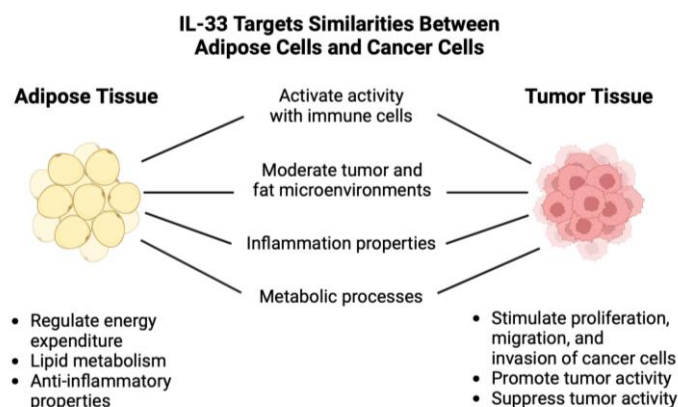 IL-33 Targets Similarities Between
Adipose Cells and Cancer Cells
Adipose Tissue
Activate activity
with immune cells
Tumor Tissue
Moderate tumor and
fat microenvironments
Inflammation properties
Metabolic processes
• Regulate energy
expenditure
• Lipid metabolism
• Anti-inflammatory
properties
• Stimulate proliferation,
migration, and
invasion of cancer cells
• Promote tumor activity
• Suppress tumor activity